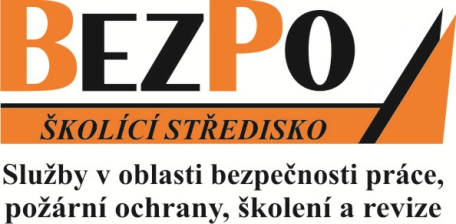 BEZPO
ŠKOLÍCÍ STŘEDISKO
Služby v oblasti bezpečnosti práce,
požární ochrany, školení a revize